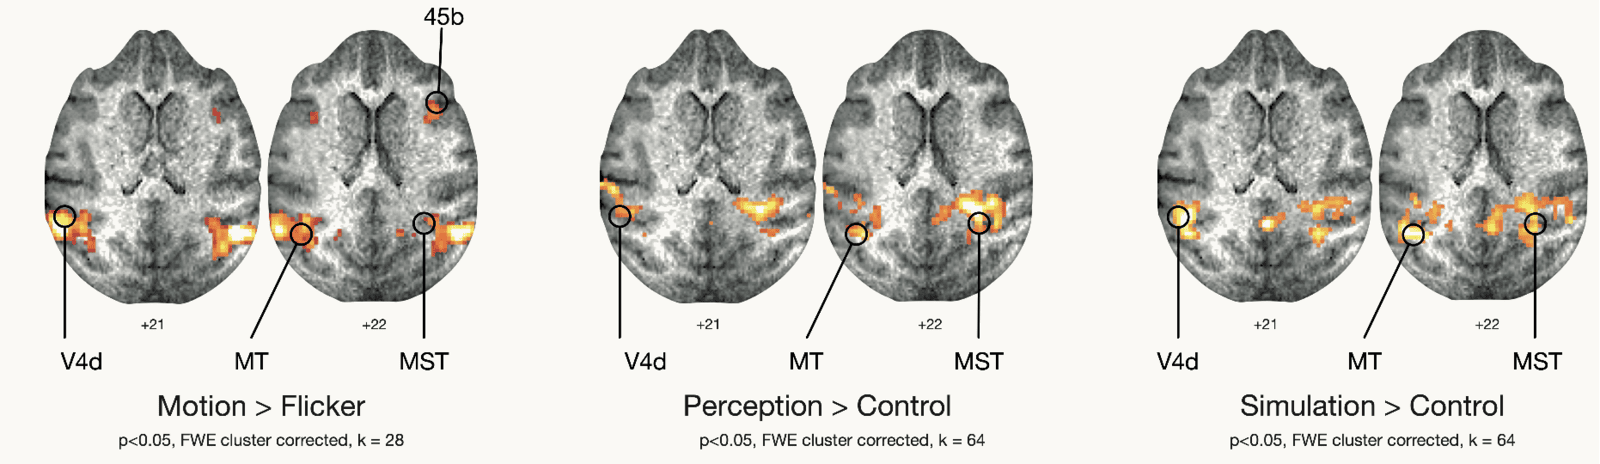 45b
+21
+22
V4d
MT
MST
Motion > Flicker
p<0.05, FWE cluster corrected, k = 28
+21
+22
V4d
MT
MST
Perception > Control
p<0.05, FWE cluster corrected, k = 64
+21
+22
V4d
MT
MST
Simulation > Control
p<0.05, FWE cluster corrected, k = 64